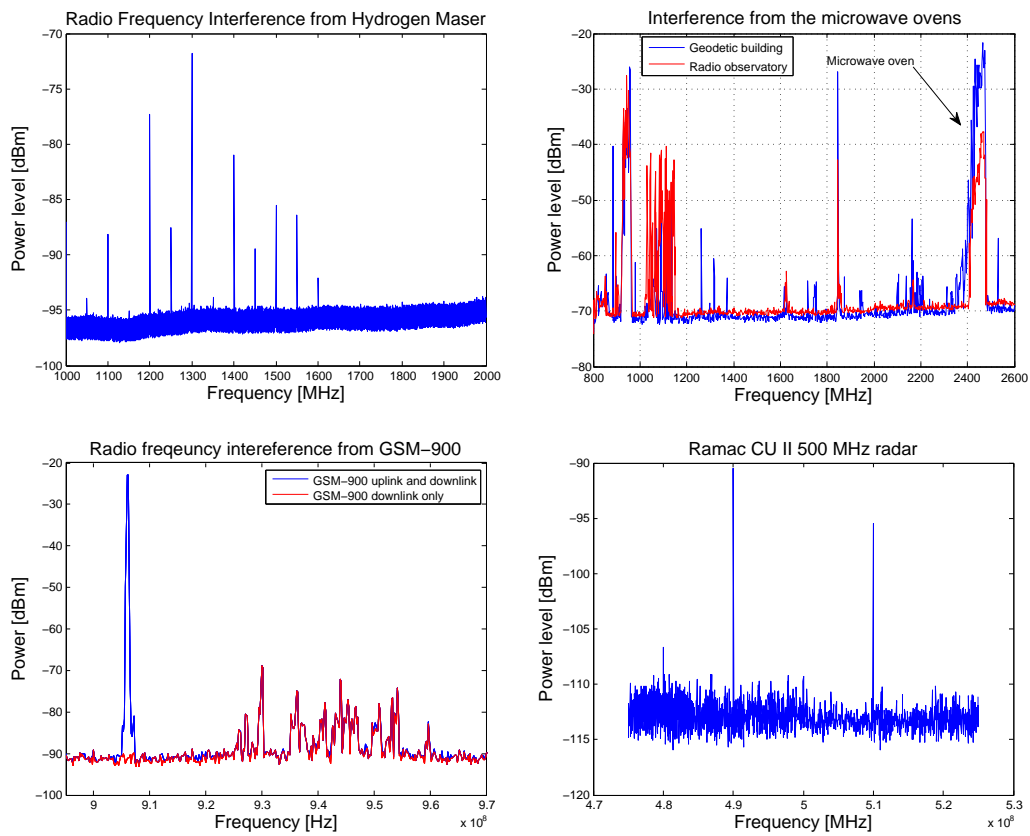 Radio Frequency Interference from Hydrogen Maser
−70
−75
−80
−85
−90
−95
−100
Power level [dBm]
1000 1100 1200 1300 1400 1500 1600 1700 1800 1900 2000
Frequency [MHz]
Interference from the microwave ovens
Geodetic building
Radio observatory
Microwave oven
−20
−30
−40
−50
−60
−70
−80
Power level [dBm]
800 1000 1200 1400 1600 1800 2000 2200 2400 2600
Frequency [MHz]
Radio freqeuncy intereference from GSM−900
GSM−900 uplink and downlink
GSM−900 downlink only
−20
−30
−40
−50
−60
−70
−80
−90
−100
Power [dBm]
9 9.1 9.2 9.3 9.4 9.5 9.6 9.7
x 10⁸
Frequency [Hz]
Ramac CU II 500 MHz radar
−90
−95
−100
−105
−110
−115
−120
Power level [dBm]
4.7 4.8 4.9 5 5.1 5.2 5.3
x 10⁸
Frequency [MHz]